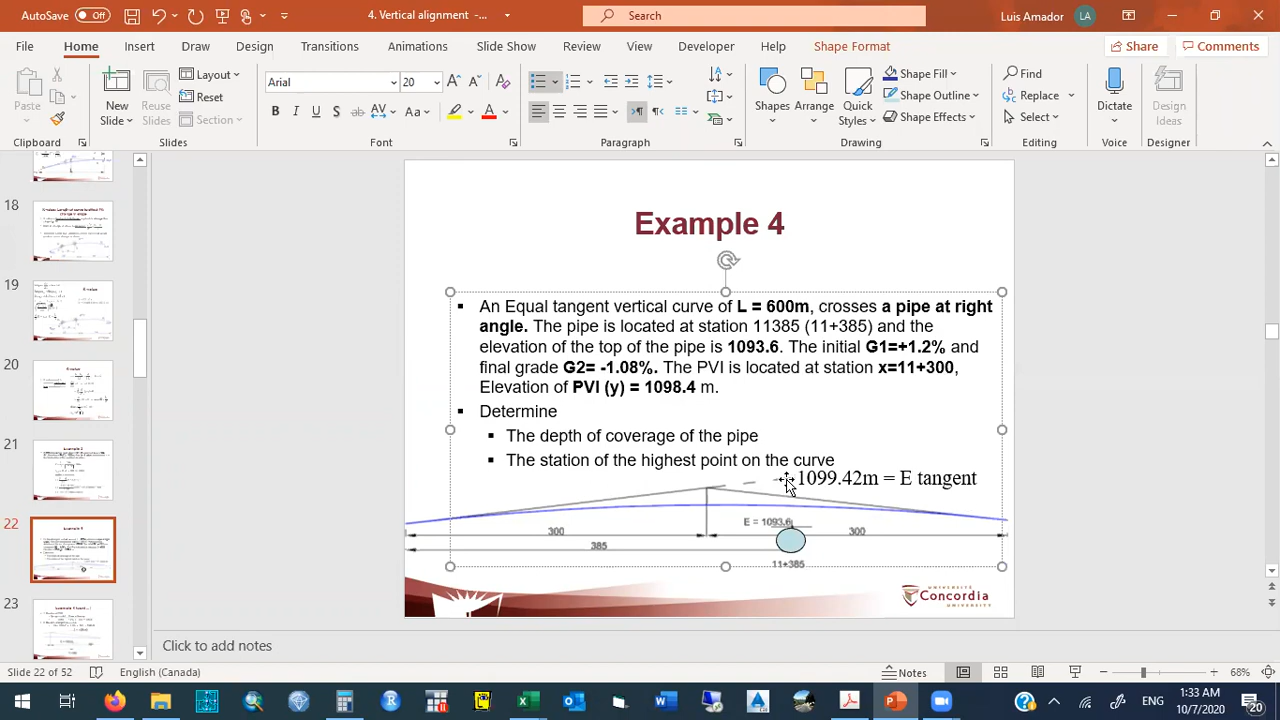 AutoSave Off 4. Vertical alignment -... Search Luis Amador LA
File Home Insert Draw Design Transitions Animations Slide Show Review View Developer Help Shape Format Share Comments
Paste New Slide Reuse Slides Layout Reset Section Arial 20 Shapes Arrange Quick Styles Shape Fill Shape Outline Shape Effects Find Replace Select Dictate Design Ideas
B I U S ab AV Aa A
Clipboard Slides Font Paragraph Drawing Editing Voice Designer
18
19
20
21
22
23
Example 4
An Equal tangent vertical curve of L = 600m, crosses a pipe at right
angle. The pipe is located at station 11385 (11+385) and the
elevation of the top of the pipe is 1093.6. The initial G1=+1.2% and
final grade G2= -1.08%. The PVI is located at station x=11+300,
Elevation of PVI (y) = 1098.4 m.
Determine
The depth of coverage of the pipe
The station of the highest point on the curve
1099.42m = E tangent
E = 1093.6
300
300
385
11+385
UNIVERSITÉ
Concordia
UNIVERSITY
Click to add notes
Slide 22 of 52 English (Canada) Notes 68%
ENG 1:33 AM
10/7/2020 20